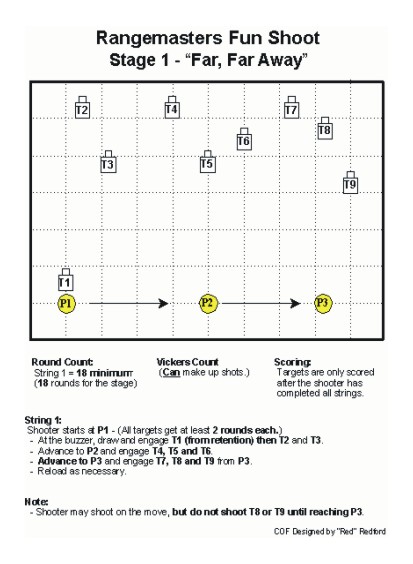 Rangemasters Fun Shoot
Stage 1 - “Far, Far Away”
T2
T4
T7
T8
T6
T3
T5
T9
T1
P1
P2
P3
Round Count:
String 1 = 18 minimum
(18 rounds for the stage)
Vickers Count
(Can make up shots.)
Scoring:
Targets are only scored
after the shooter has
completed all strings.
String 1:
Shooter starts at P1 - (All targets get at least 2 rounds each.)
- At the buzzer, draw and engage T1 (from retention) then T2 and T3.
- Advance to P2 and engage T4, T5 and T6.
- Advance to P3 and engage T7, T8 and T9 from P3.
- Reload as necessary.
Note:
- Shooter may shoot on the move, but do not shoot T8 or T9 until reaching P3.
COF Designed by "Red" Redford